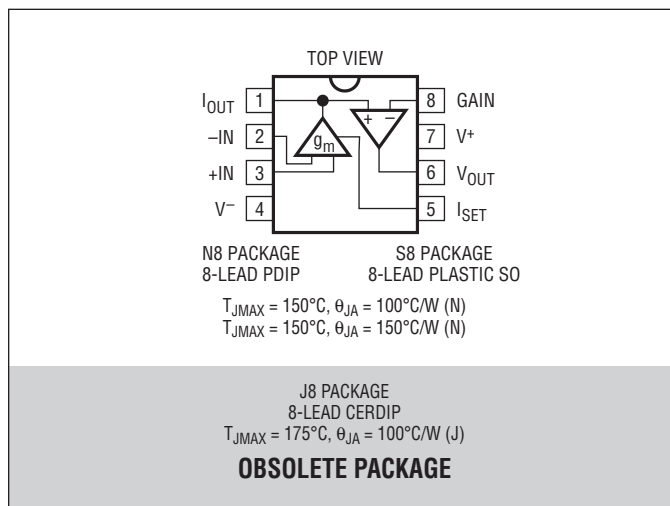 TOP VIEW
I_OUT 1
8 GAIN
–IN 2
7 V⁺
+IN 3
6 V_OUT
V⁻ 4
5 I_SET
+ –
g_m
N8 PACKAGE
8-LEAD PDIP
S8 PACKAGE
8-LEAD PLASTIC SO
T_JMAX = 150°C, θ_JA = 100°C/W (N)
T_JMAX = 150°C, θ_JA = 150°C/W (N)
J8 PACKAGE
8-LEAD CERDIP
T_JMAX = 175°C, θ_JA = 100°C/W (J)
OBSOLETE PACKAGE